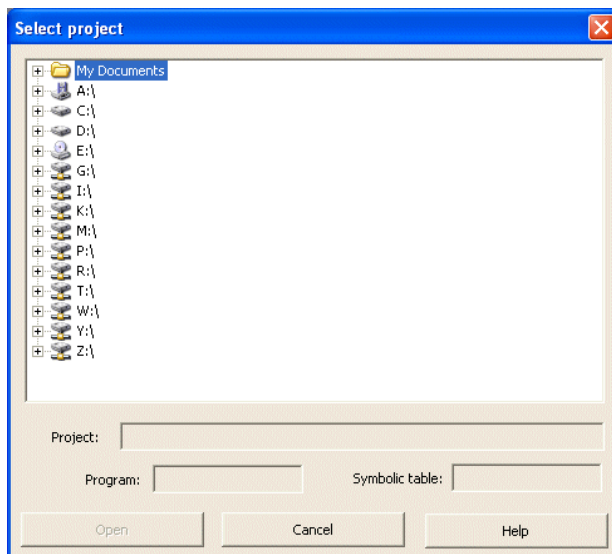 Select project
My Documents
A:\
C:\
D:\
E:\
G:\
I:\
K:\
M:\
P:\
R:\
T:\
W:\
Y:\
Z:\
Project:
Program: Symbolic table:
Open Cancel Help